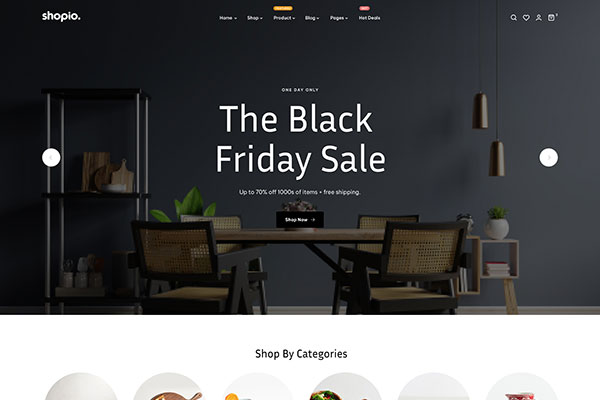 shopio.
Home Shop Product Blog Pages Hot Deals
ONE DAY ONLY
The Black
Friday Sale
Up to 70% off 1000s of items + free shipping.
Shop Now
Shop By Categories